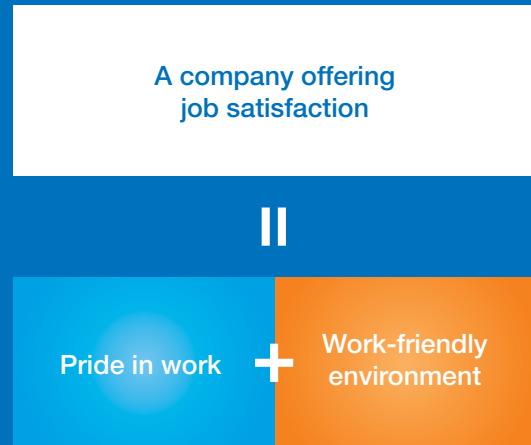 A company offering
job satisfaction
=
Pride in work + Work-friendly
environment